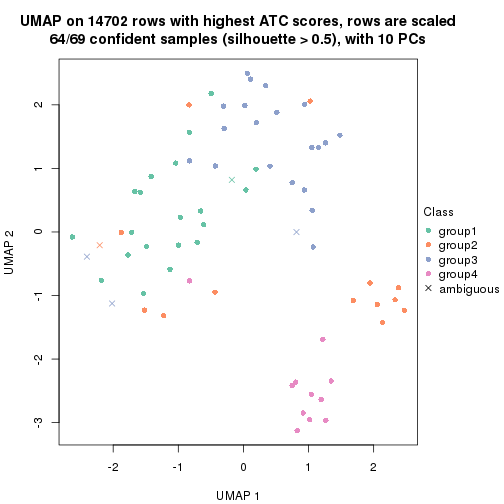 UMAP on 14702 rows with highest ATC scores, rows are scaled
64/69 confident samples (silhouette > 0.5), with 10 PCs
UMAP 2
2
1
0
-1
-2
-3
-2
-1
0
1
2
UMAP 1
Class
group1
group2
group3
group4
ambiguous